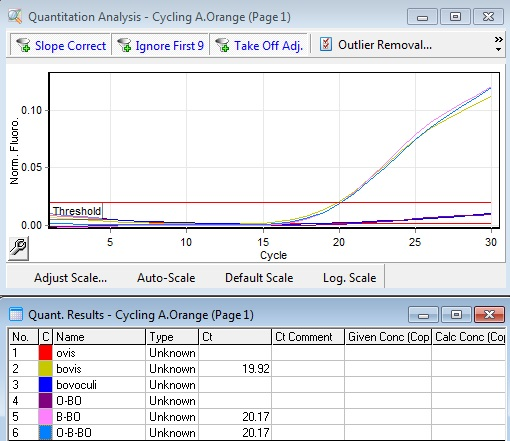 Quantitation Analysis - Cycling A.Orange (Page 1)
Slope Correct Ignore First 9 Take Off Adj. Outlier Removal...
0.10
0.05
0.00
Norm. Fluoro.
Threshold
5 10 15 20 25 30
Cycle
Adjust Scale... Auto-Scale Default Scale Log. Scale
Quant. Results - Cycling A.Orange (Page 1)
No. C Name Type Ct Ct Comment Given Conc (Cop Calc Conc (Cop
1 ovis Unknown
2 bovis Unknown 19.92
3 bovoculi Unknown
4 O-BO Unknown
5 B-BO Unknown 20.17
6 O-B-BO Unknown 20.17